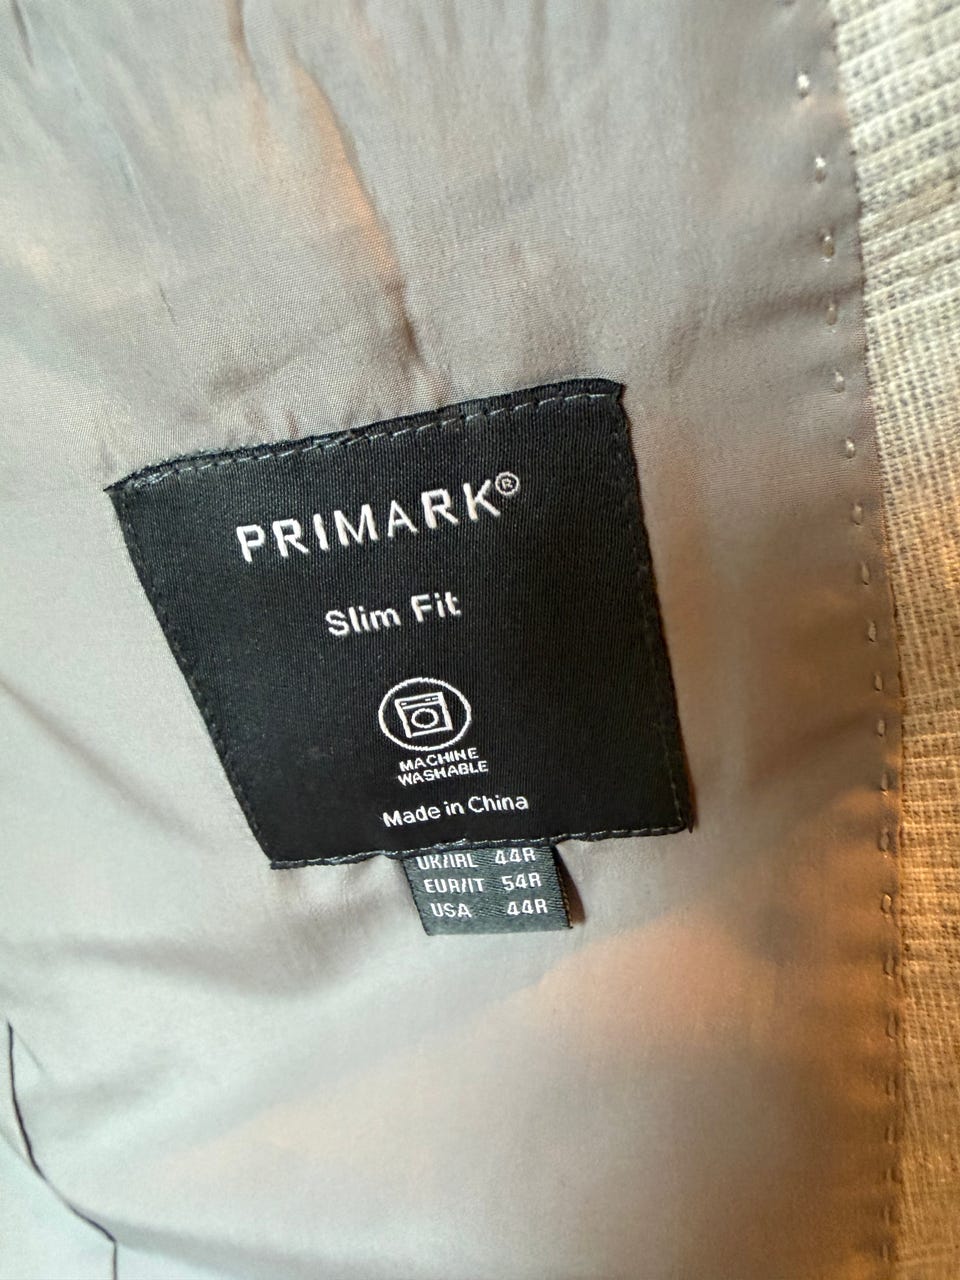 PRIMARK®
Slim Fit
MACHINE
WASHABLE
Made in China
UK/IRL 44R
EUR/IT 54R
USA 44R